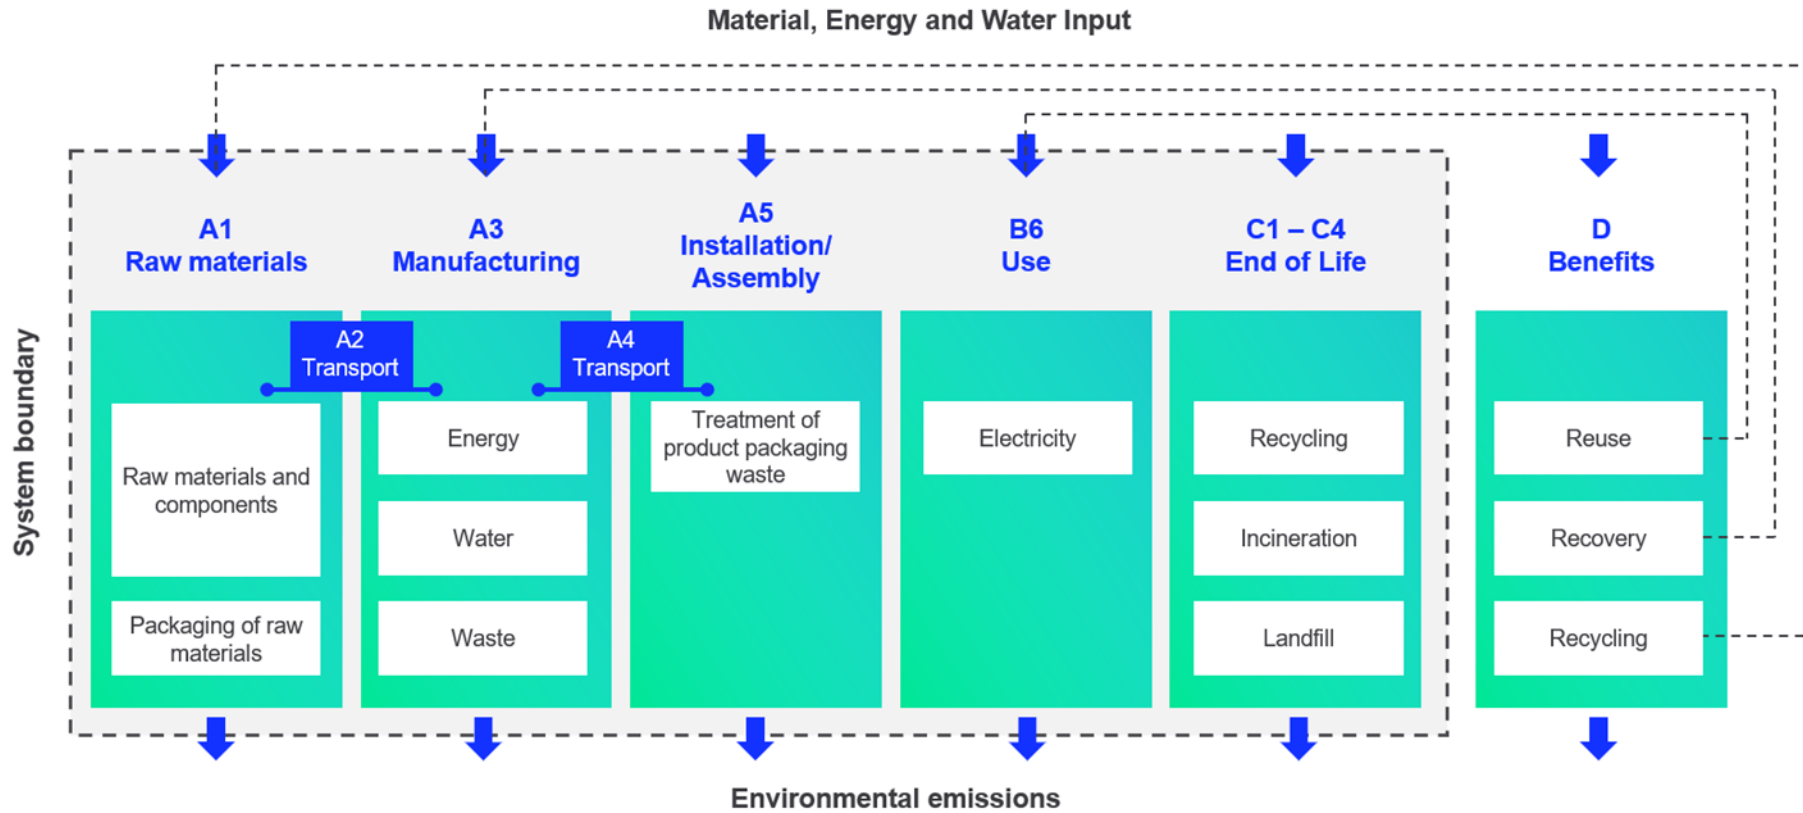 Material, Energy and Water Input
System boundary
A1
Raw materials
A3
Manufacturing
A5
Installation/
Assembly
B6
Use
C1 – C4
End of Life
D
Benefits
A2
Transport
A4
Transport
Raw materials and
components
Packaging of raw
materials
Energy
Water
Waste
Treatment of
product packaging
waste
Electricity
Recycling
Incineration
Landfill
Reuse
Recovery
Recycling
Environmental emissions